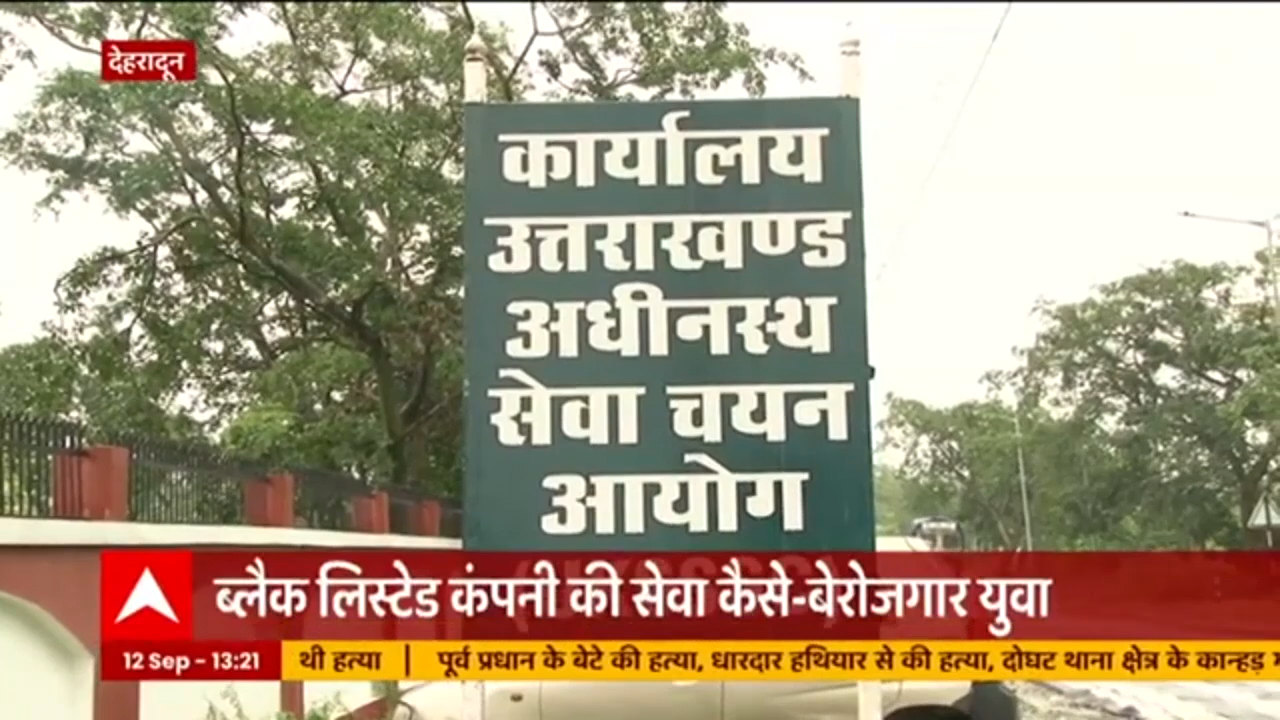 देहरादून
कार्यालय
उत्तराखण्ड
अधीनस्थ
सेवा चयन
आयोग
ब्लैक लिस्टेड कंपनी की सेवा कैसे-बेरोजगार युवा
12 Sep - 13:21
थी हत्या | पूर्व प्रधान के बेटे की हत्या, धारदार हथियार से की हत्या, दोघट थाना क्षेत्र के कान्हड़